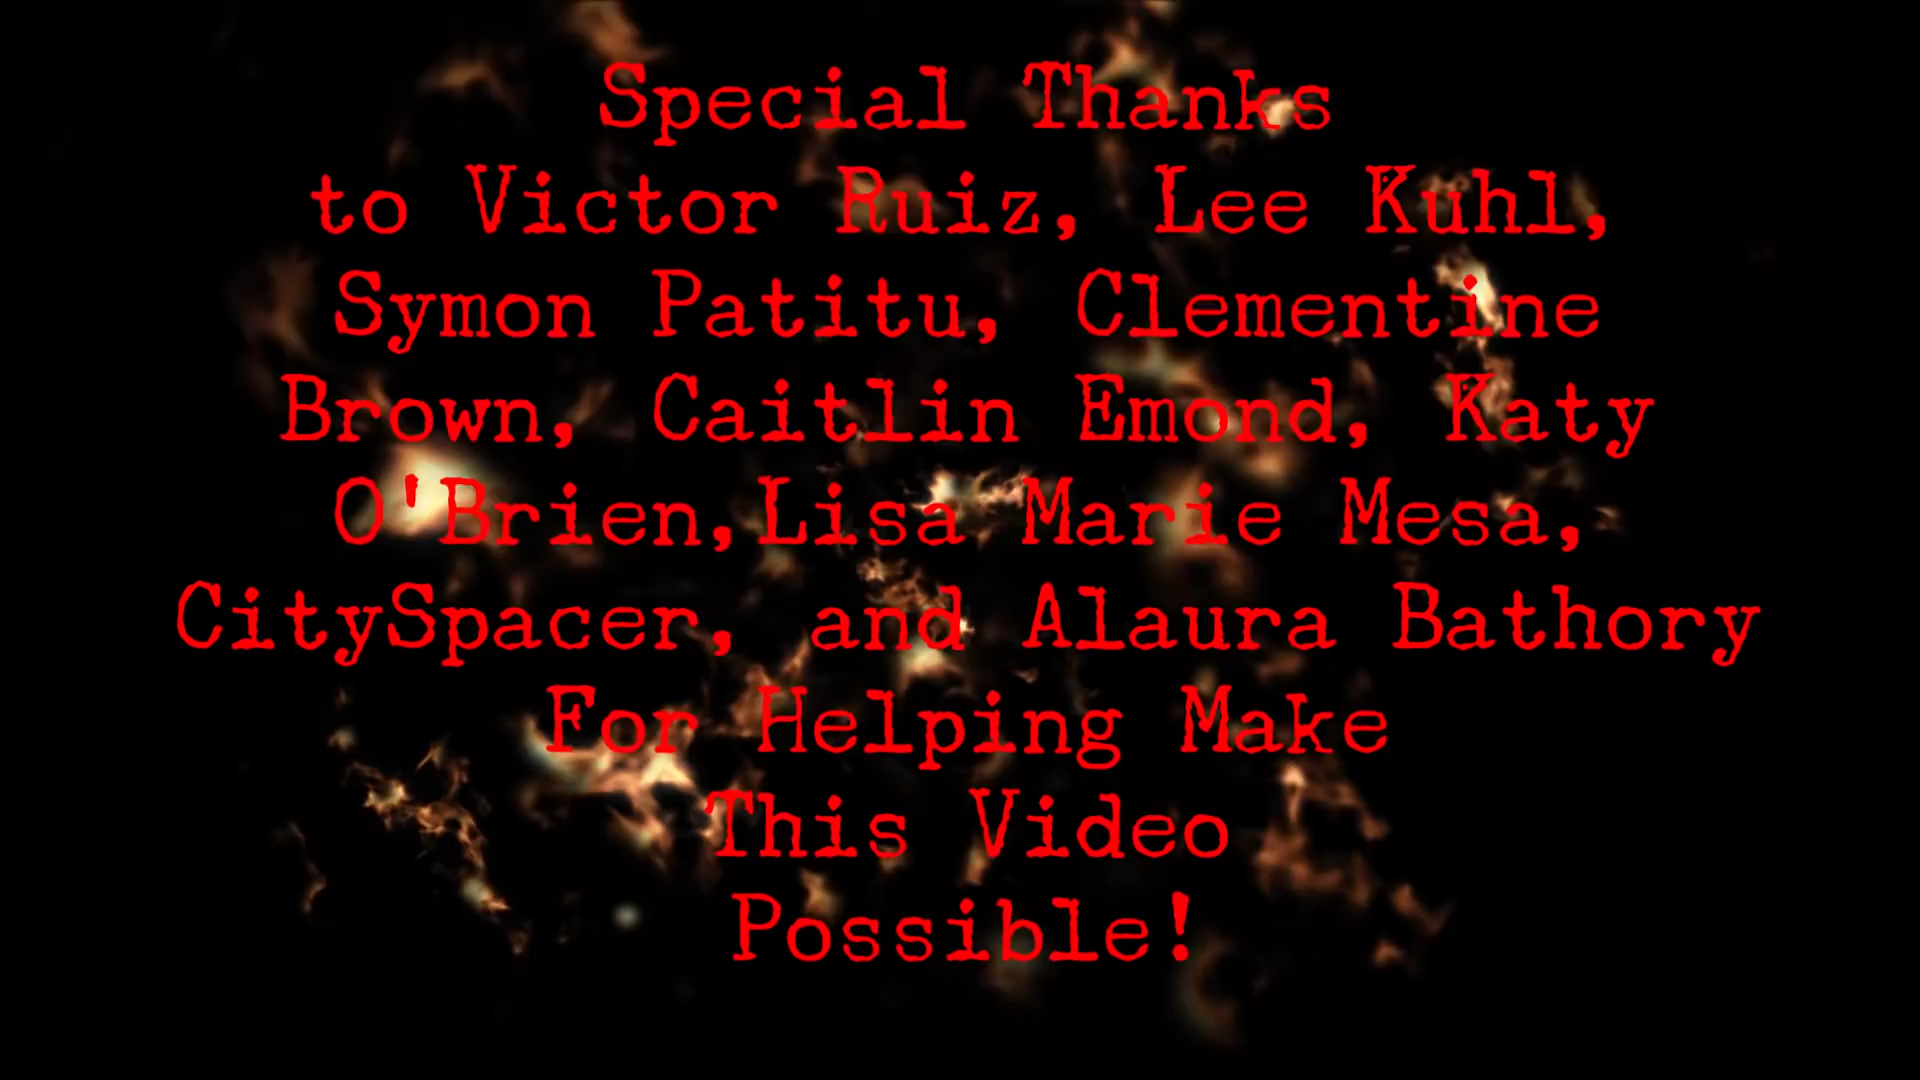 Special Thanks
to Victor Ruiz, Lee Kuhl,
Symon Patitu, Clementine
Brown, Caitlin Emond, Katy
O'Brien,Lisa Marie Mesa,
CitySpacer, and Alaura Bathory
For Helping Make
This Video
Possible!